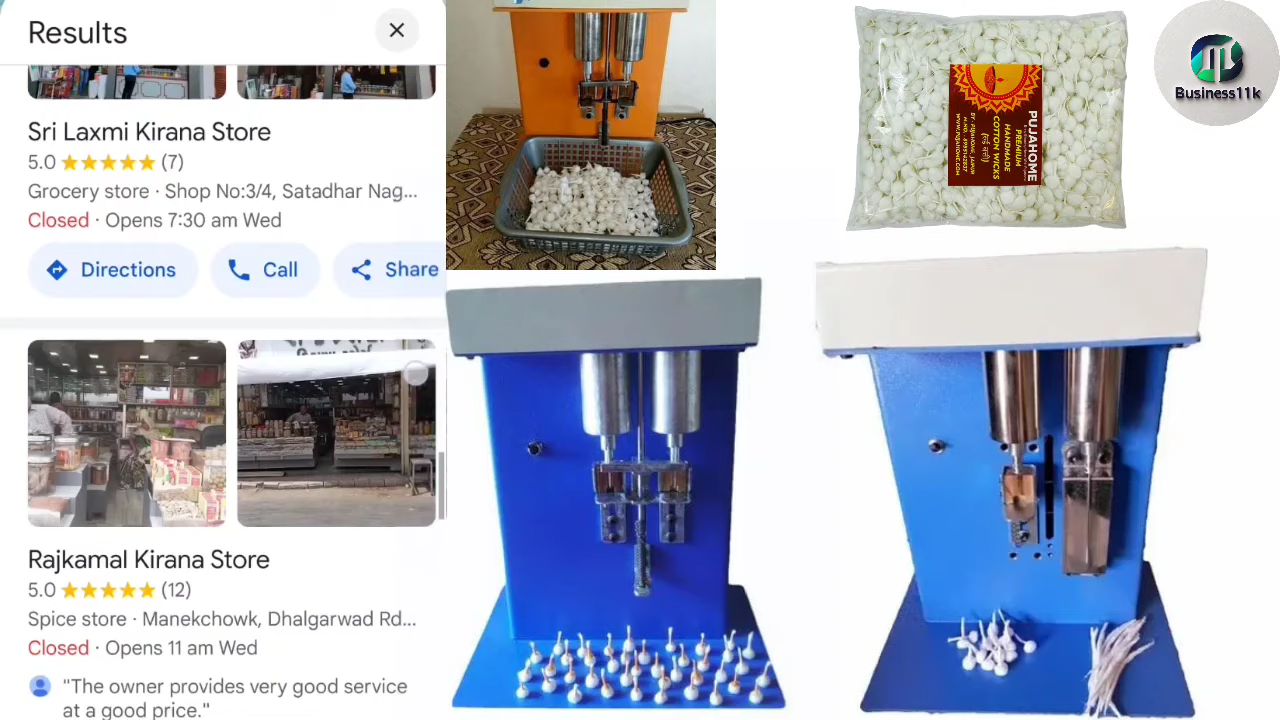 Results
Sri Laxmi Kirana Store
5.0 ★★★★★ (7)
Grocery store · Shop No:3/4, Satadhar Nag...
Closed · Opens 7:30 am Wed
Directions
Call
Share
Rajkamal Kirana Store
5.0 ★★★★★ (12)
Spice store · Manekchowk, Dhalgarwad Rd...
Closed · Opens 11 am Wed
"The owner provides very good service
at a good price."
PUJAHOME
PREMIUM
HANDMADE
COTTON WICKS
Business11k